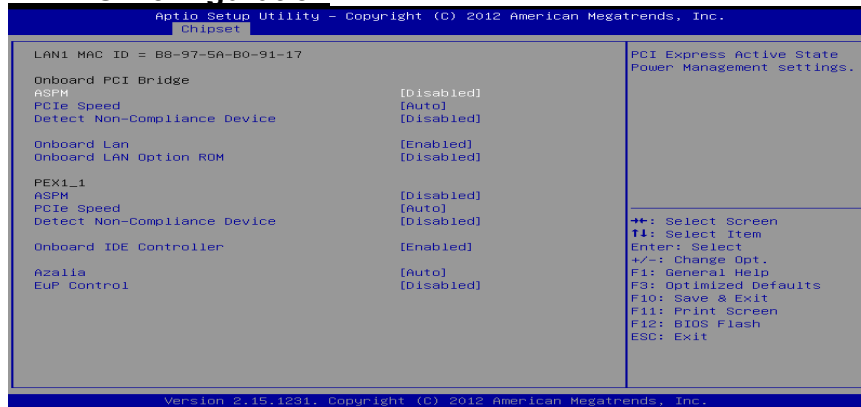 Aptio Setup Utility – Copyright (C) 2012 American Megatrends, Inc.
Chipset
LAN1 MAC ID = B8-97-5A-B0-91-17
Onboard PCI Bridge
ASPM [Disabled]
PCIe Speed [Auto]
Detect Non-Compliance Device [Disabled]
Onboard Lan [Enabled]
Onboard LAN Option ROM [Disabled]
PEX1_1
ASPM [Disabled]
PCIe Speed [Auto]
Detect Non-Compliance Device [Disabled]
Onboard IDE Controller [Enabled]
Azalia [Auto]
EuP Control [Disabled]
PCI Express Active State
Power Management settings.
→←: Select Screen
↑↓: Select Item
Enter: Select
+/-: Change Opt.
F1: General Help
F3: Optimized Defaults
F10: Save & Exit
F11: Print Screen
F12: BIOS Flash
ESC: Exit
Version 2.15.1231. Copyright (C) 2012 American Megatrends, Inc.